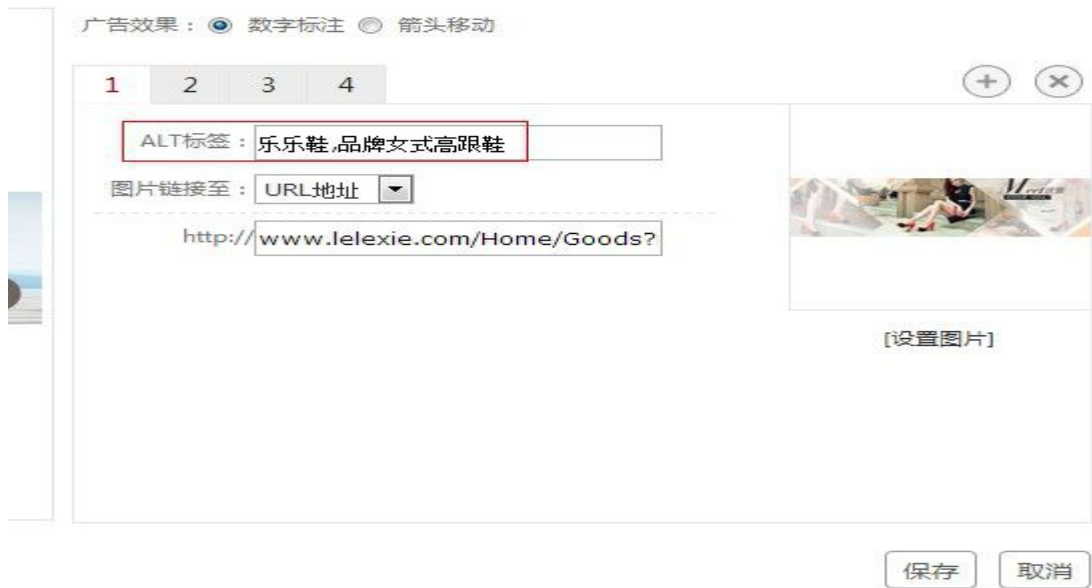 广告效果: 数字标注 箭头移动
1 2 3 4
ALT标签: 乐乐鞋,品牌女式高跟鞋
图片链接至: URL地址
http:// www.lelexie.com/Home/Goods?
Meet
[设置图片]
保存 取消